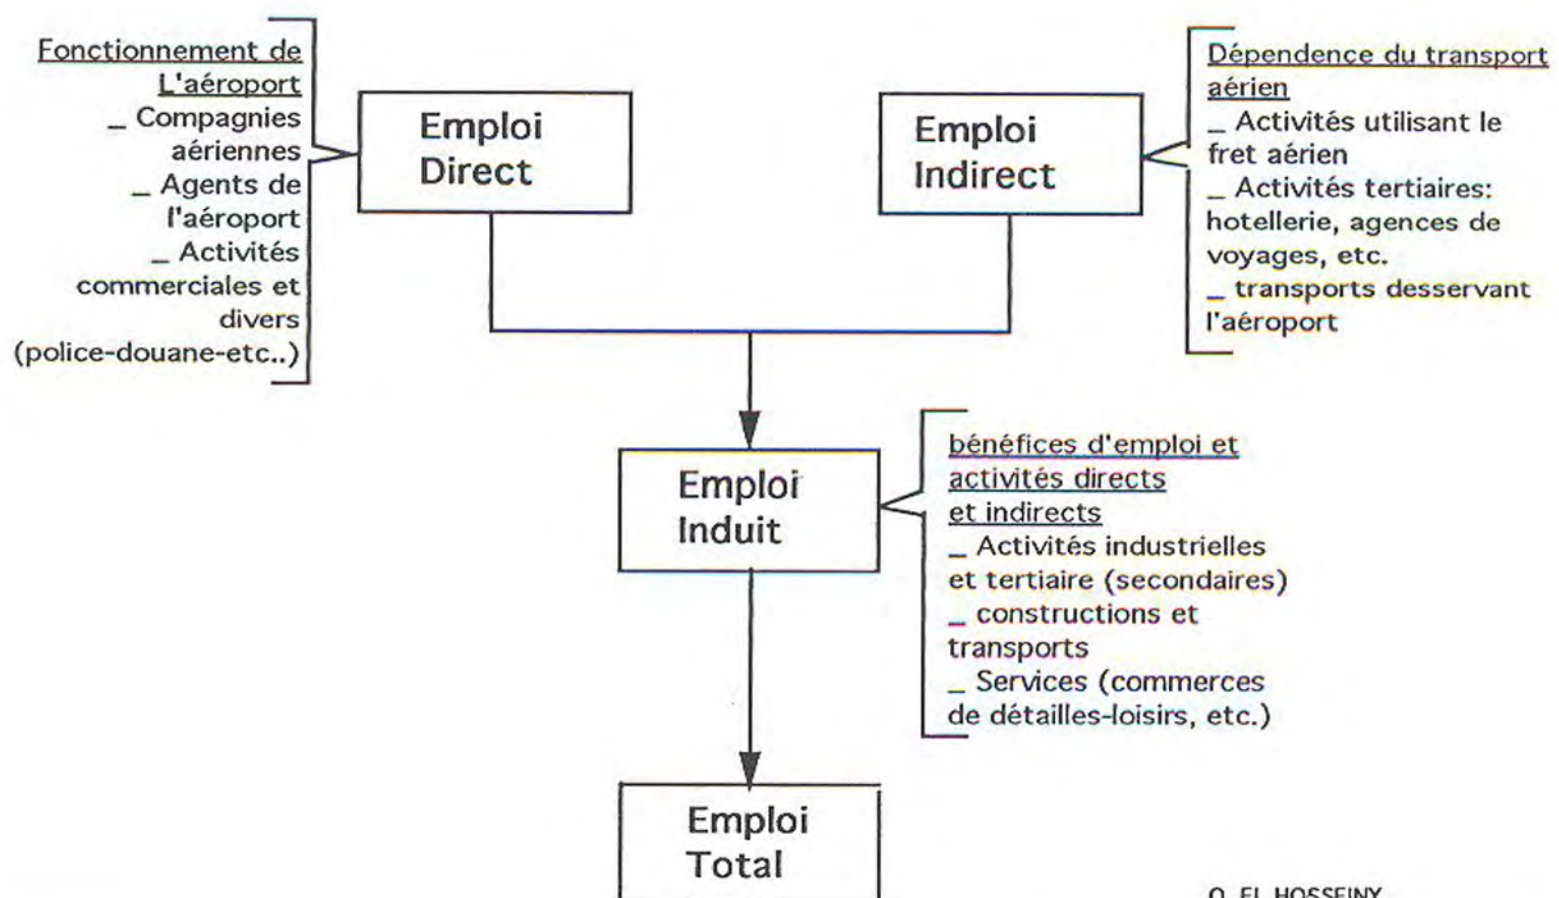 Fonctionnement de
L'aéroport
_ Compagnies
aériennes
_ Agents de
l'aéroport
_ Activités
commerciales et
divers
(police-douane-etc..)
Emploi
Direct
Emploi
Indirect
Dépendence du transport
aérien
_ Activités utilisant le
fret aérien
_ Activités tertiaires:
hotellerie, agences de
voyages, etc.
_ transports desservant
l'aéroport
Emploi
Induit
bénéfices d'emploi et
activités directs
et indirects
_ Activités industrielles
et tertiaire (secondaires)
_ constructions et
transports
_ Services (commerces
de détailles-loisirs, etc.)
Emploi
Total
O. EL HOSSEINY